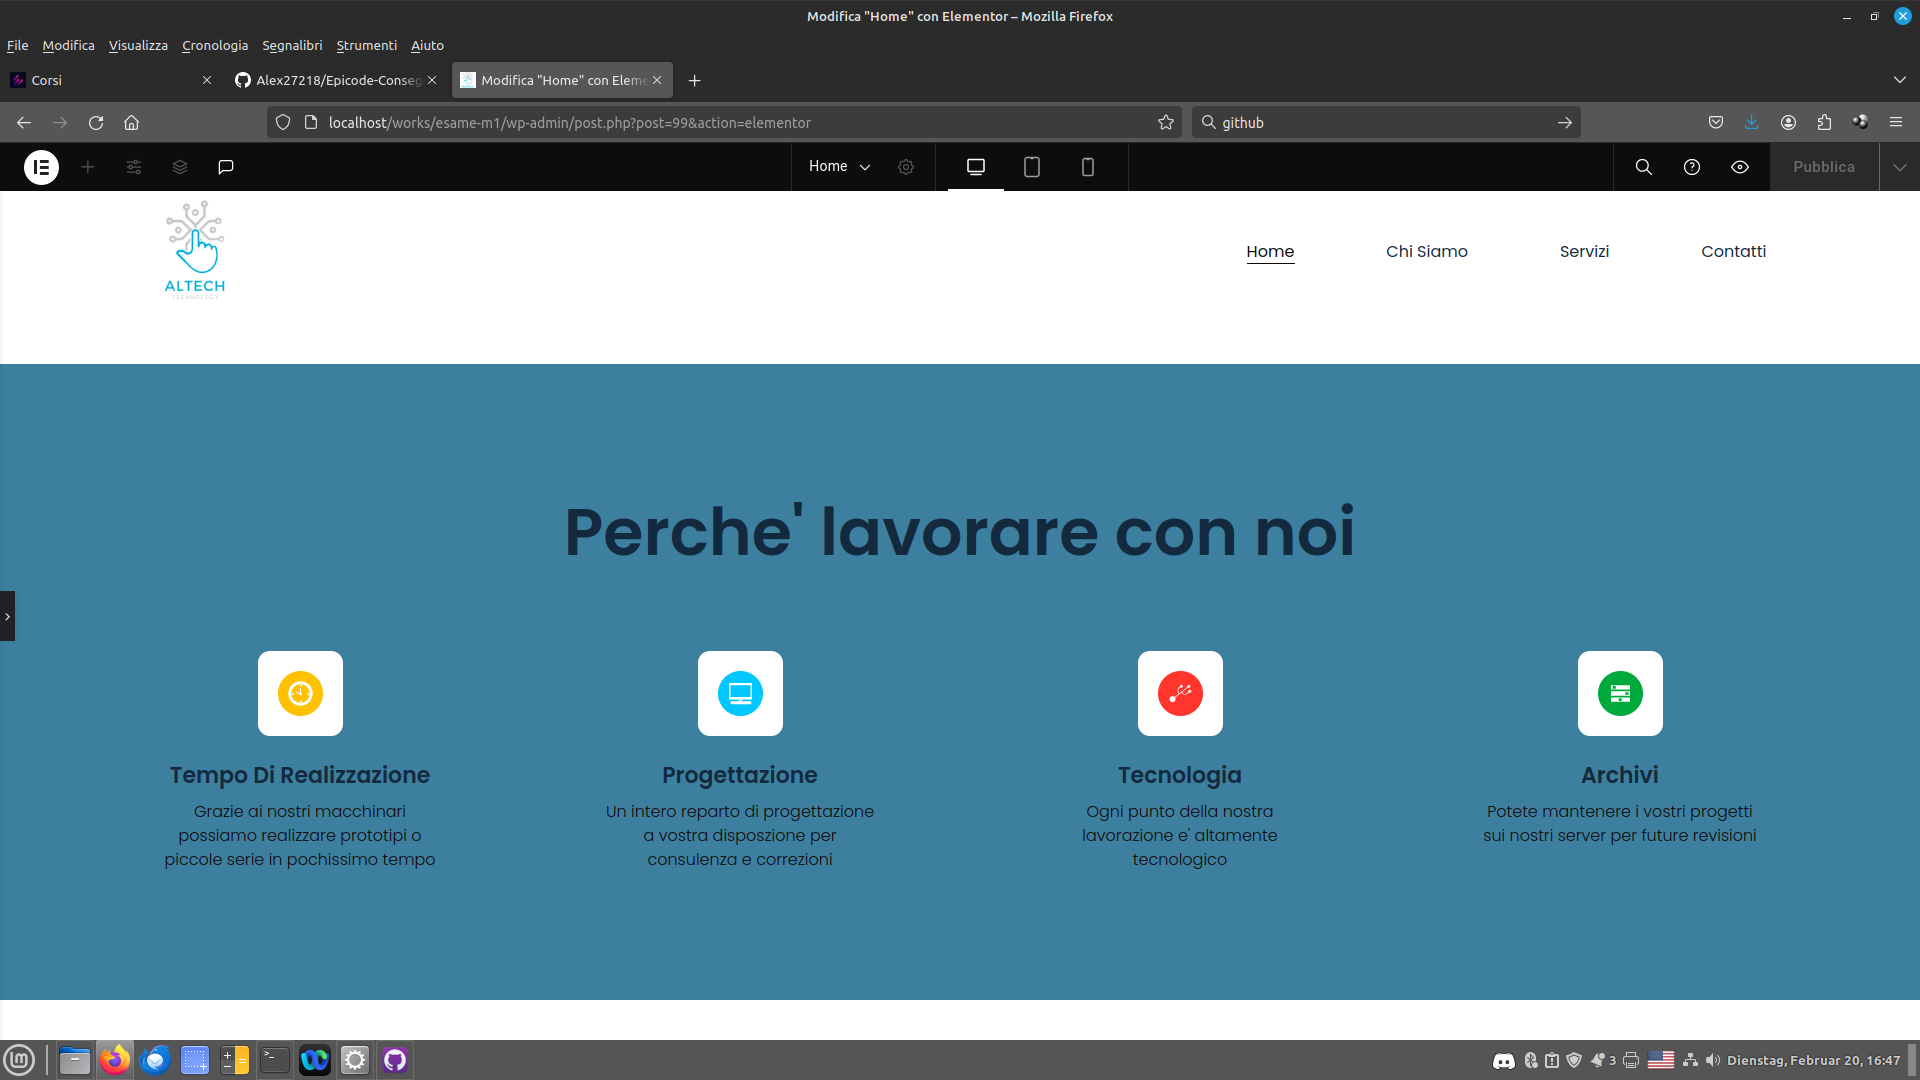 Modifica "Home" con Elementor – Mozilla Firefox
File Modifica Visualizza Cronologia Segnalibri Strumenti Aiuto
Corsi
Alex27218/Epicode-Conseg
Modifica "Home" con Eleme
localhost/works/esame-m1/wp-admin/post.php?post=99&action=elementor
github
Home
Pubblica
ALTECH
TECHNOLOGY
Home
Chi Siamo
Servizi
Contatti
Perche' lavorare con noi
Tempo Di Realizzazione
Grazie ai nostri macchinari
possiamo realizzare prototipi o
piccole serie in pochissimo tempo
Progettazione
Un intero reparto di progettazione
a vostra disposzione per
consulenza e correzioni
Tecnologia
Ogni punto della nostra
lavorazione e' altamente
tecnologico
Archivi
Potete mantenere i vostri progetti
sui nostri server per future revisioni
3
Dienstag, Februar 20, 16:47